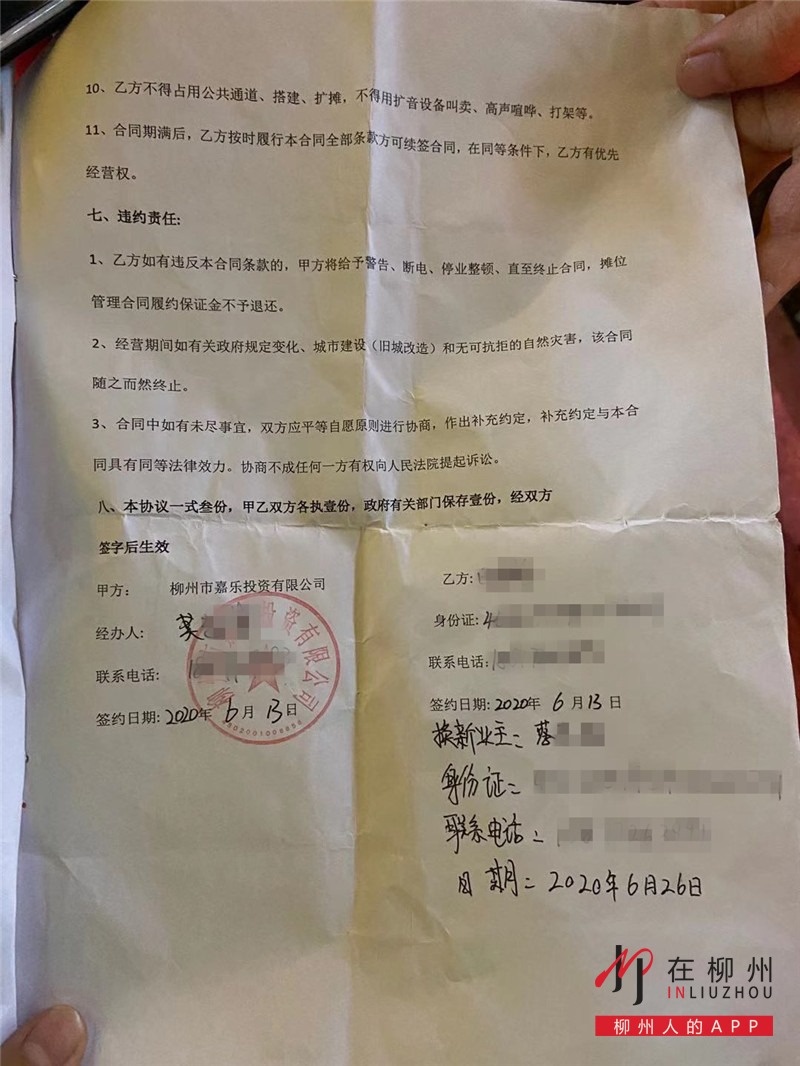 10、乙方不得占用公共通道、搭建、扩摊，不得用扩音设备叫卖、高声喧哗、打架等。
11、合同期满后，乙方按时履行本合同全部条款方可续签合同，在同等条件下，乙方有优先
经营权。
七、违约责任:
1、乙方如有违反本合同条款的，甲方将给予警告、断电、停业整顿、直至终止合同，摊位
管理合同履约保证金不予退还。
2、经营期间如有关政府规定变化、城市建设（旧城改造）和无可抗拒的自然灾害，该合同
随之而然终止。
3、合同中如有未尽事宜，双方应平等自愿原则进行协商，作出补充约定，补充约定与本合
同具有同等法律效力。协商不成任何一方有权向人民法院提起诉讼。
八、本协议一式叁份，甲乙双方各执壹份，政府有关部门保存壹份，经双方
签字后生效
甲方： 柳州市嘉乐投资有限公司
经办人:
联系电话:
签约日期: 2020年 6月 13日
投资有限公司
乙方:
身份证: 4
联系电话: 1
签约日期: 2020年 6月 13日
换新业主: 蔡
身份证:
联系电话:
日期: 2020年6月26日
在柳州
INLIUZHOU
柳州人的APP